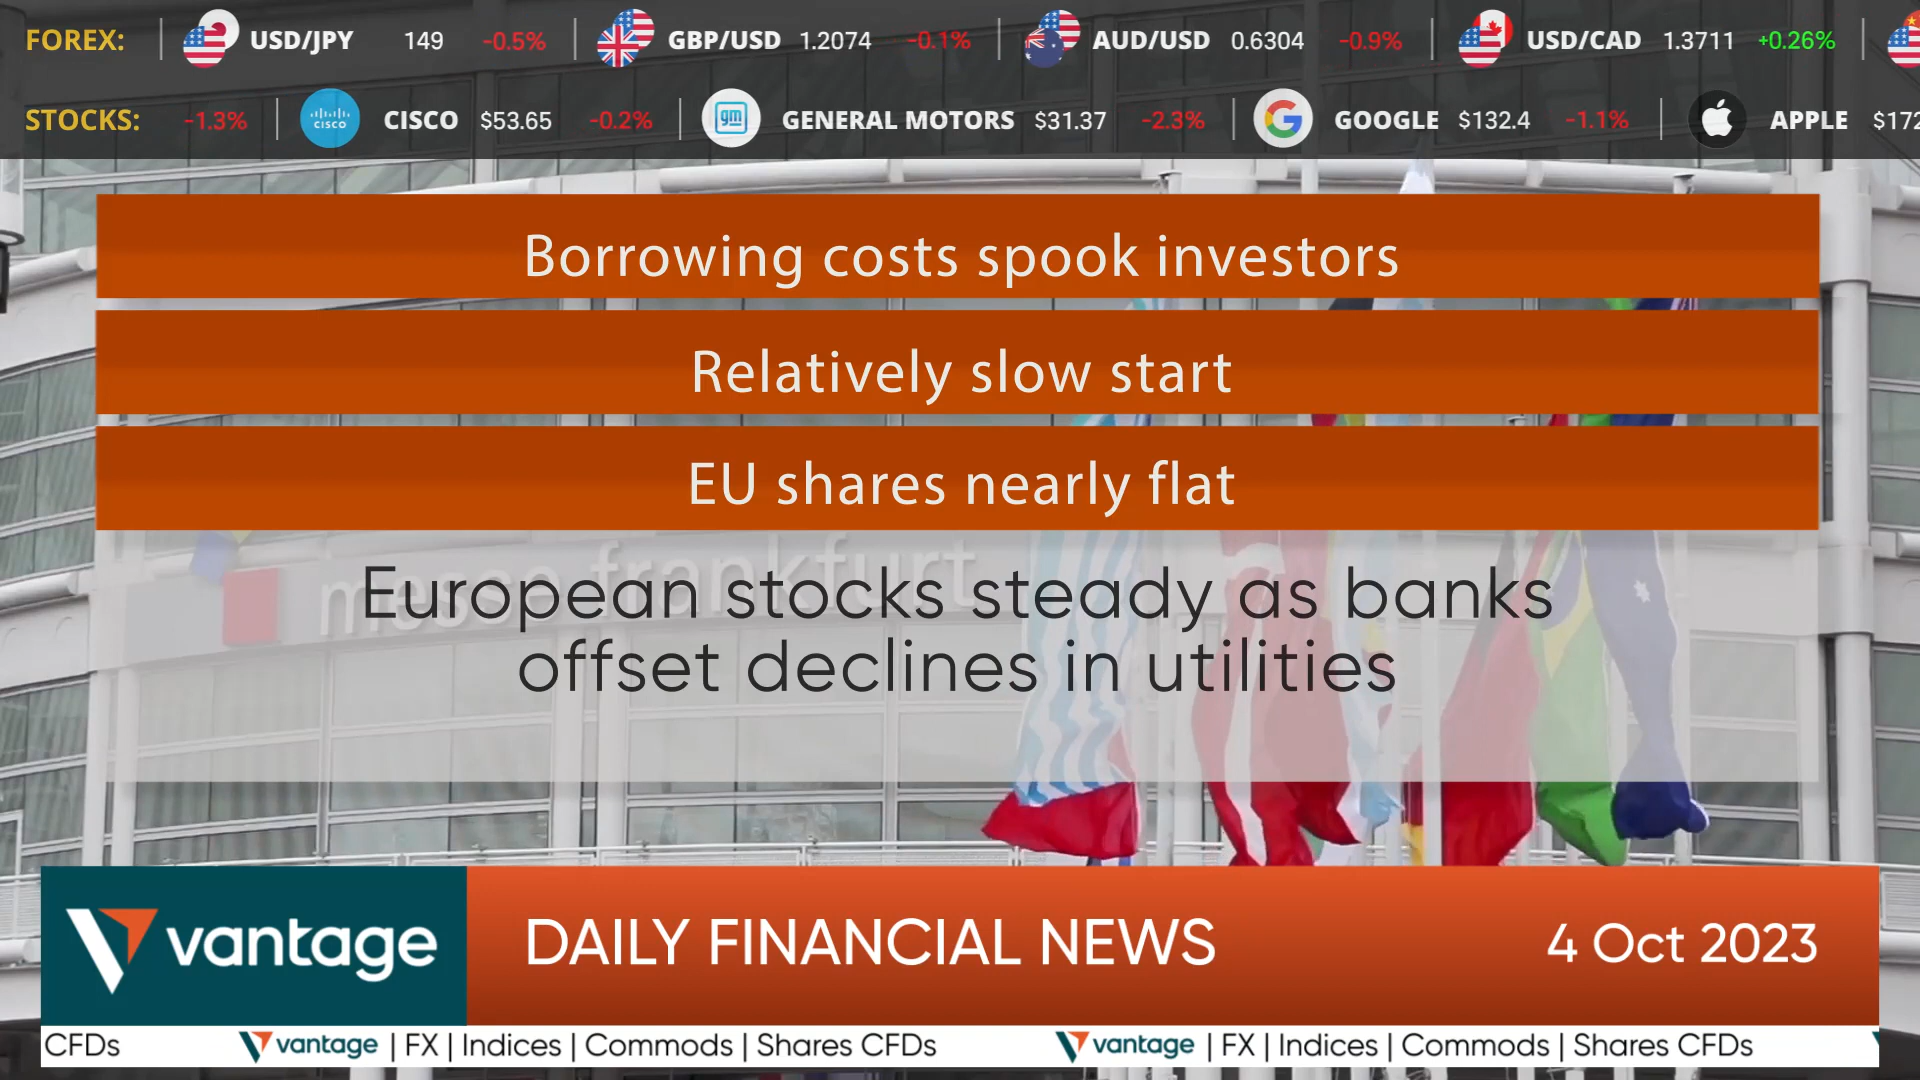 FOREX: | USD/JPY 149 -0.5% | GBP/USD 1.2074 -0.1% | AUD/USD 0.6304 -0.9% | USD/CAD 1.3711 +0.26% |
STOCKS: -1.3% | CISCO CISCO $53.65 -0.2% | gm GENERAL MOTORS $31.37 -2.3% | GOOGLE $132.4 -1.1% | APPLE $172
Borrowing costs spook investors
Relatively slow start
EU shares nearly flat
messe frankfurt
European stocks steady as banks
offset declines in utilities
vantage
DAILY FINANCIAL NEWS
4 Oct 2023
CFDs vantage | FX | Indices | Commods | Shares CFDs vantage | FX | Indices | Commods | Shares CFDs